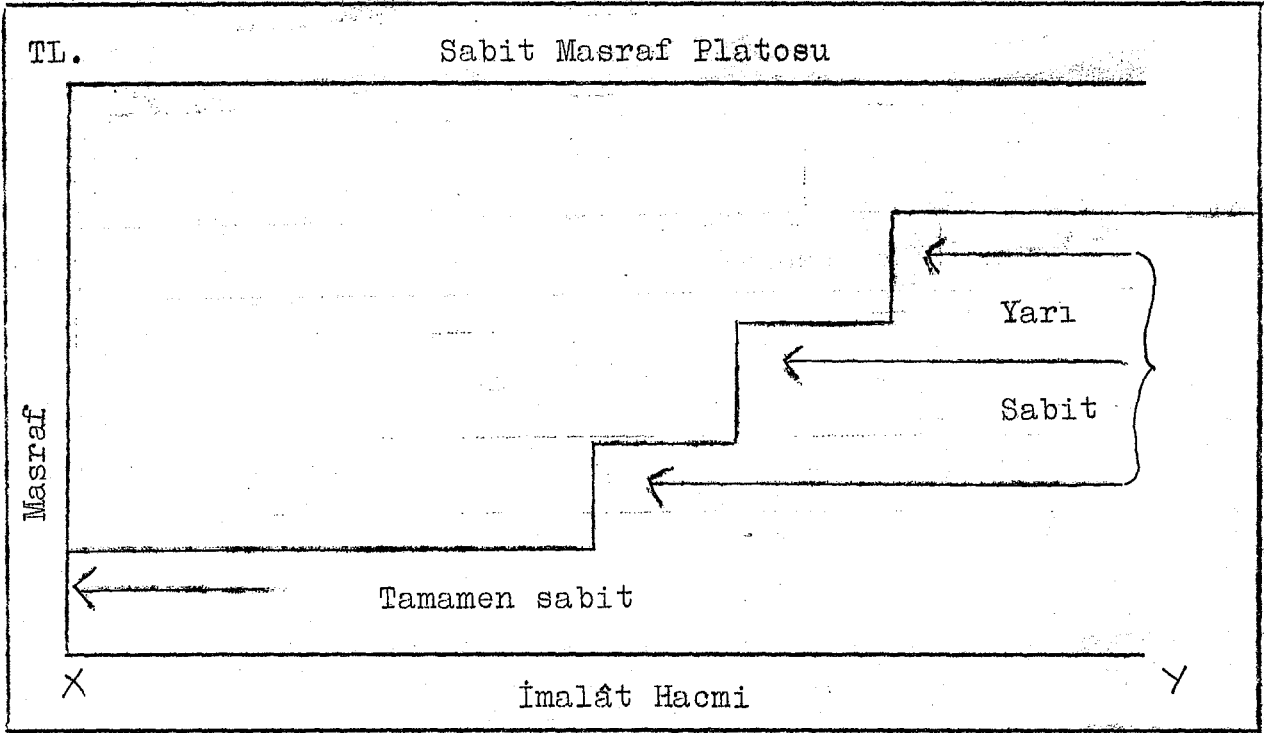 TL.
Sabit Masraf Platosu
Yarı
Sabit
Masraf
Tamamen sabit
X
Y
İmalât Hacmi